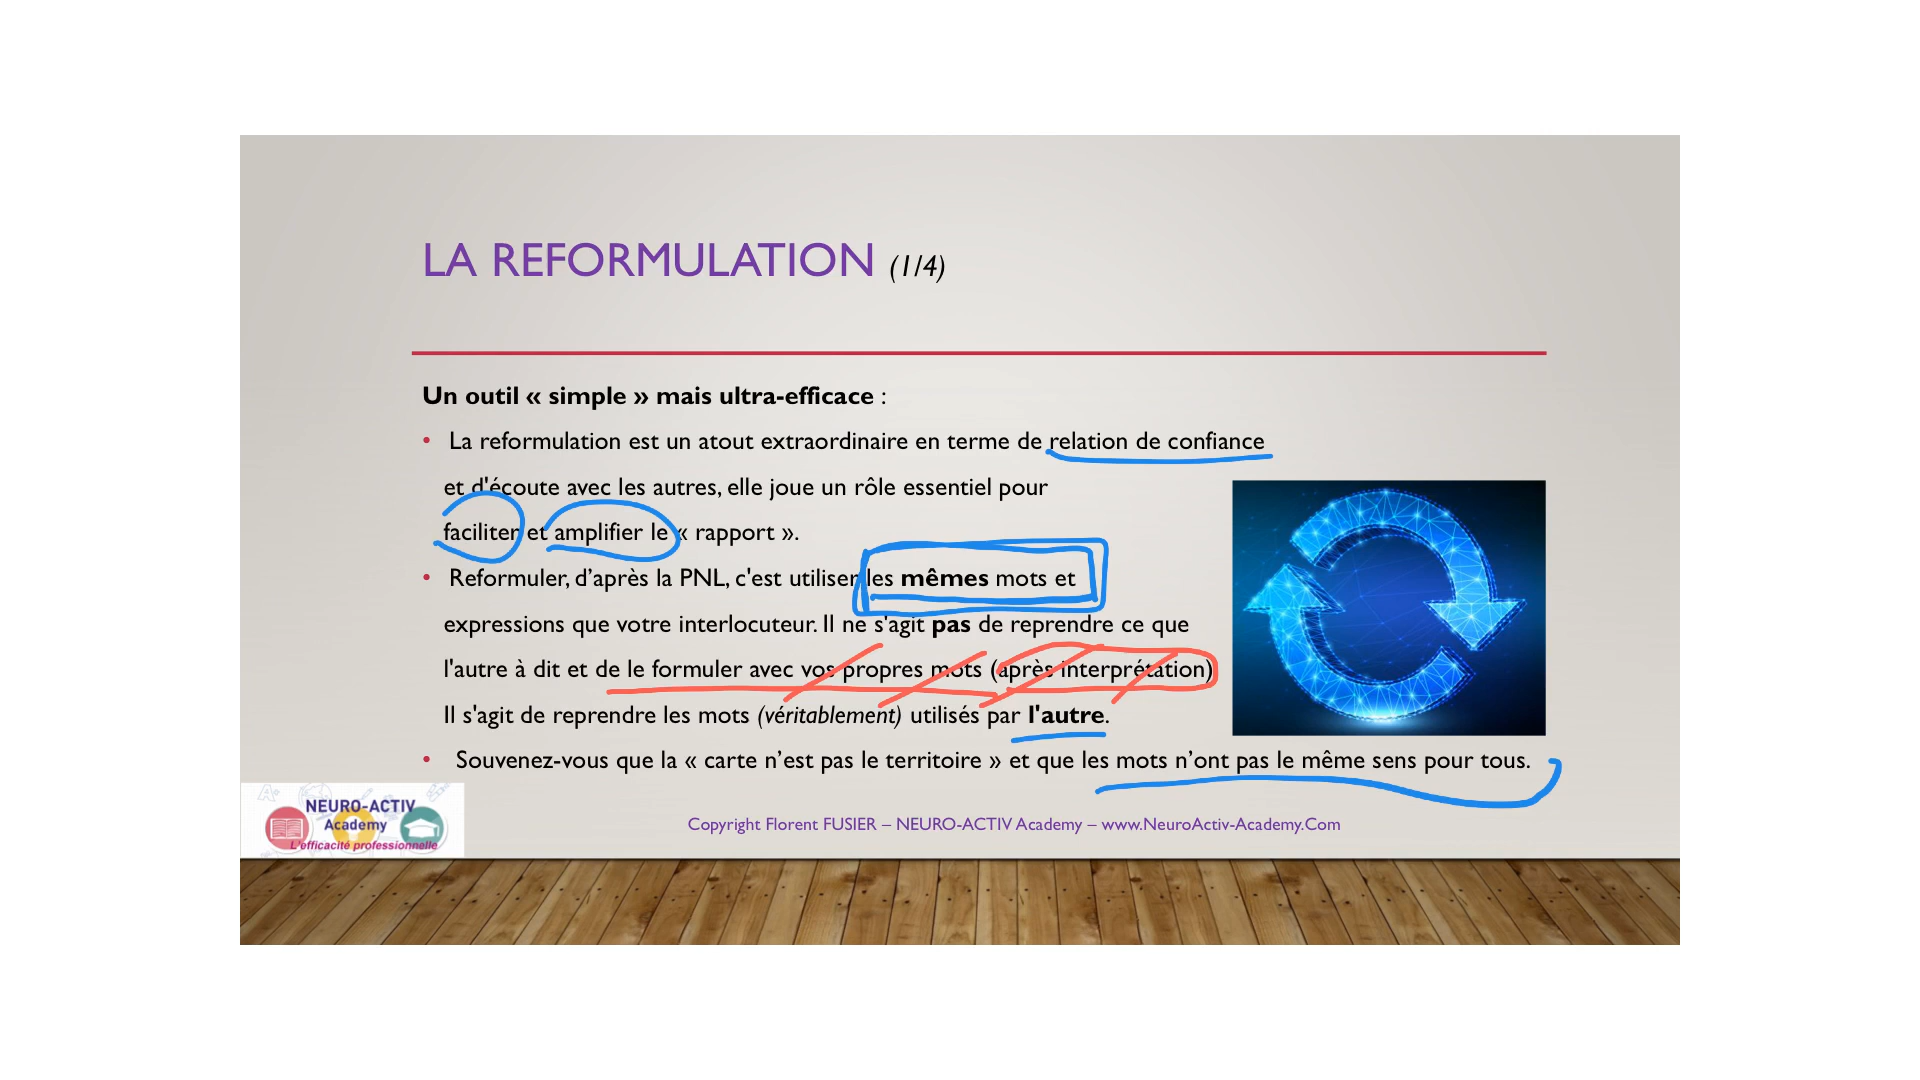 LA REFORMULATION (1/4)
Un outil « simple » mais ultra-efficace :
• La reformulation est un atout extraordinaire en terme de relation de confiance
et d'écoute avec les autres, elle joue un rôle essentiel pour
faciliter et amplifier le « rapport ».
• Reformuler, d’après la PNL, c'est utiliser les mêmes mots et
expressions que votre interlocuteur. Il ne s'agit pas de reprendre ce que
l'autre à dit et de le formuler avec vos propres mots (après interprétation)
Il s'agit de reprendre les mots (véritablement) utilisés par l'autre.
• Souvenez-vous que la « carte n’est pas le territoire » et que les mots n’ont pas le même sens pour tous.
NEURO-ACTIV
Academy
L'efficacité professionnelle
Copyright Florent FUSIER – NEURO-ACTIV Academy – www.NeuroActiv-Academy.Com